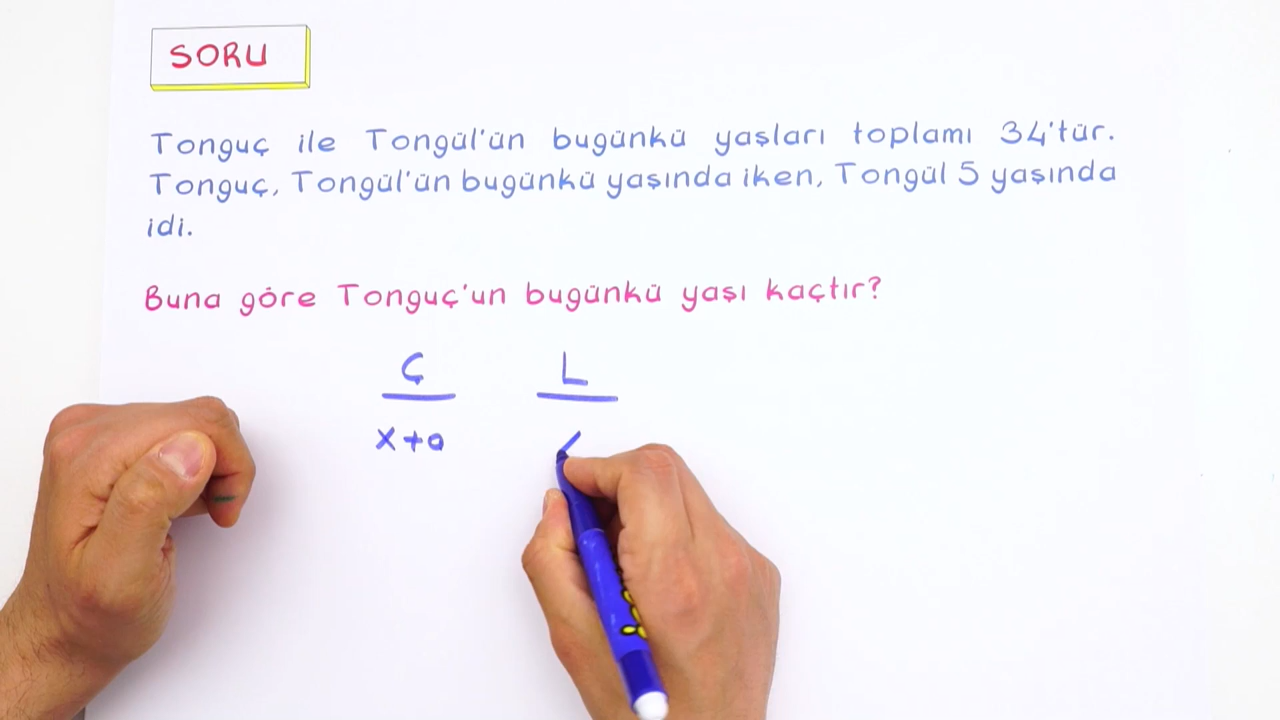 SORU
Tonguç ile Tongül'ün bugünkü yaşları toplamı 34'tür.
Tonguç, Tongül'ün bugünkü yaşında iken, Tongül 5 yaşında
idi.
Buna göre Tonguç'un bugünkü yaşı kaçtır?
Ç L
x+a